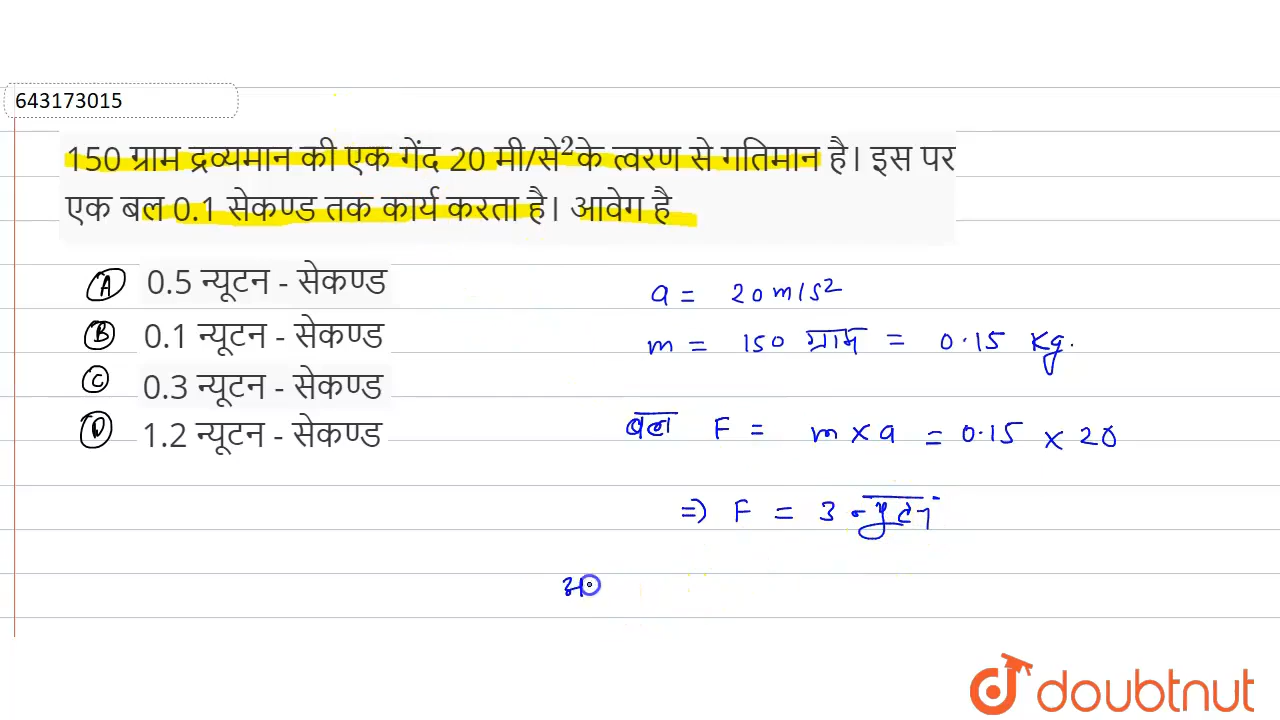 643173015
150 ग्राम द्रव्यमान की एक गेंद 20 मी/से²के त्वरण से गतिमान है। इस पर
एक बल 0.1 सेकण्ड तक कार्य करता है। आवेग है
(A) 0.5 न्यूटन - सेकण्ड
(B) 0.1 न्यूटन - सेकण्ड
(C) 0.3 न्यूटन - सेकण्ड
(D) 1.2 न्यूटन - सेकण्ड
a = 20 m/s²
m = 150 ग्राम = 0.15 Kg.
बल F = m × a = 0.15 × 20
⇒ F = 3 न्यूटन
doubtnut